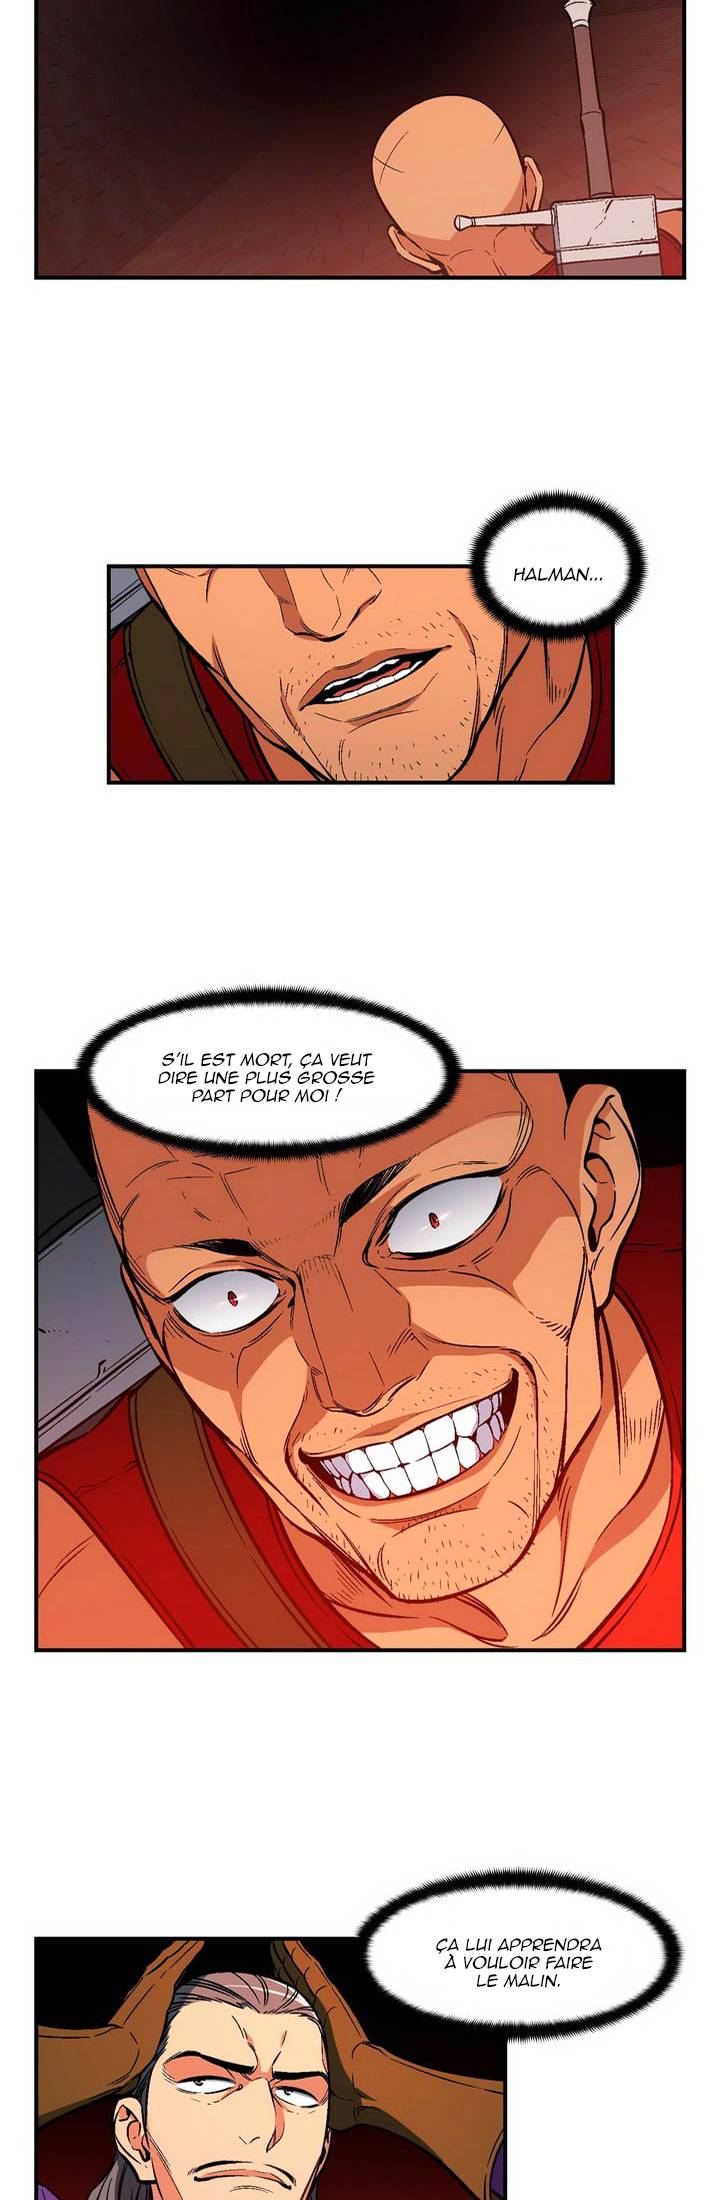 HALMAN...
S'IL EST MORT, ÇA VEUT
DIRE UNE PLUS GROSSE
PART POUR MOI !
ÇA LUI APPRENDRA
À VOULOIR FAIRE
LE MALIN.